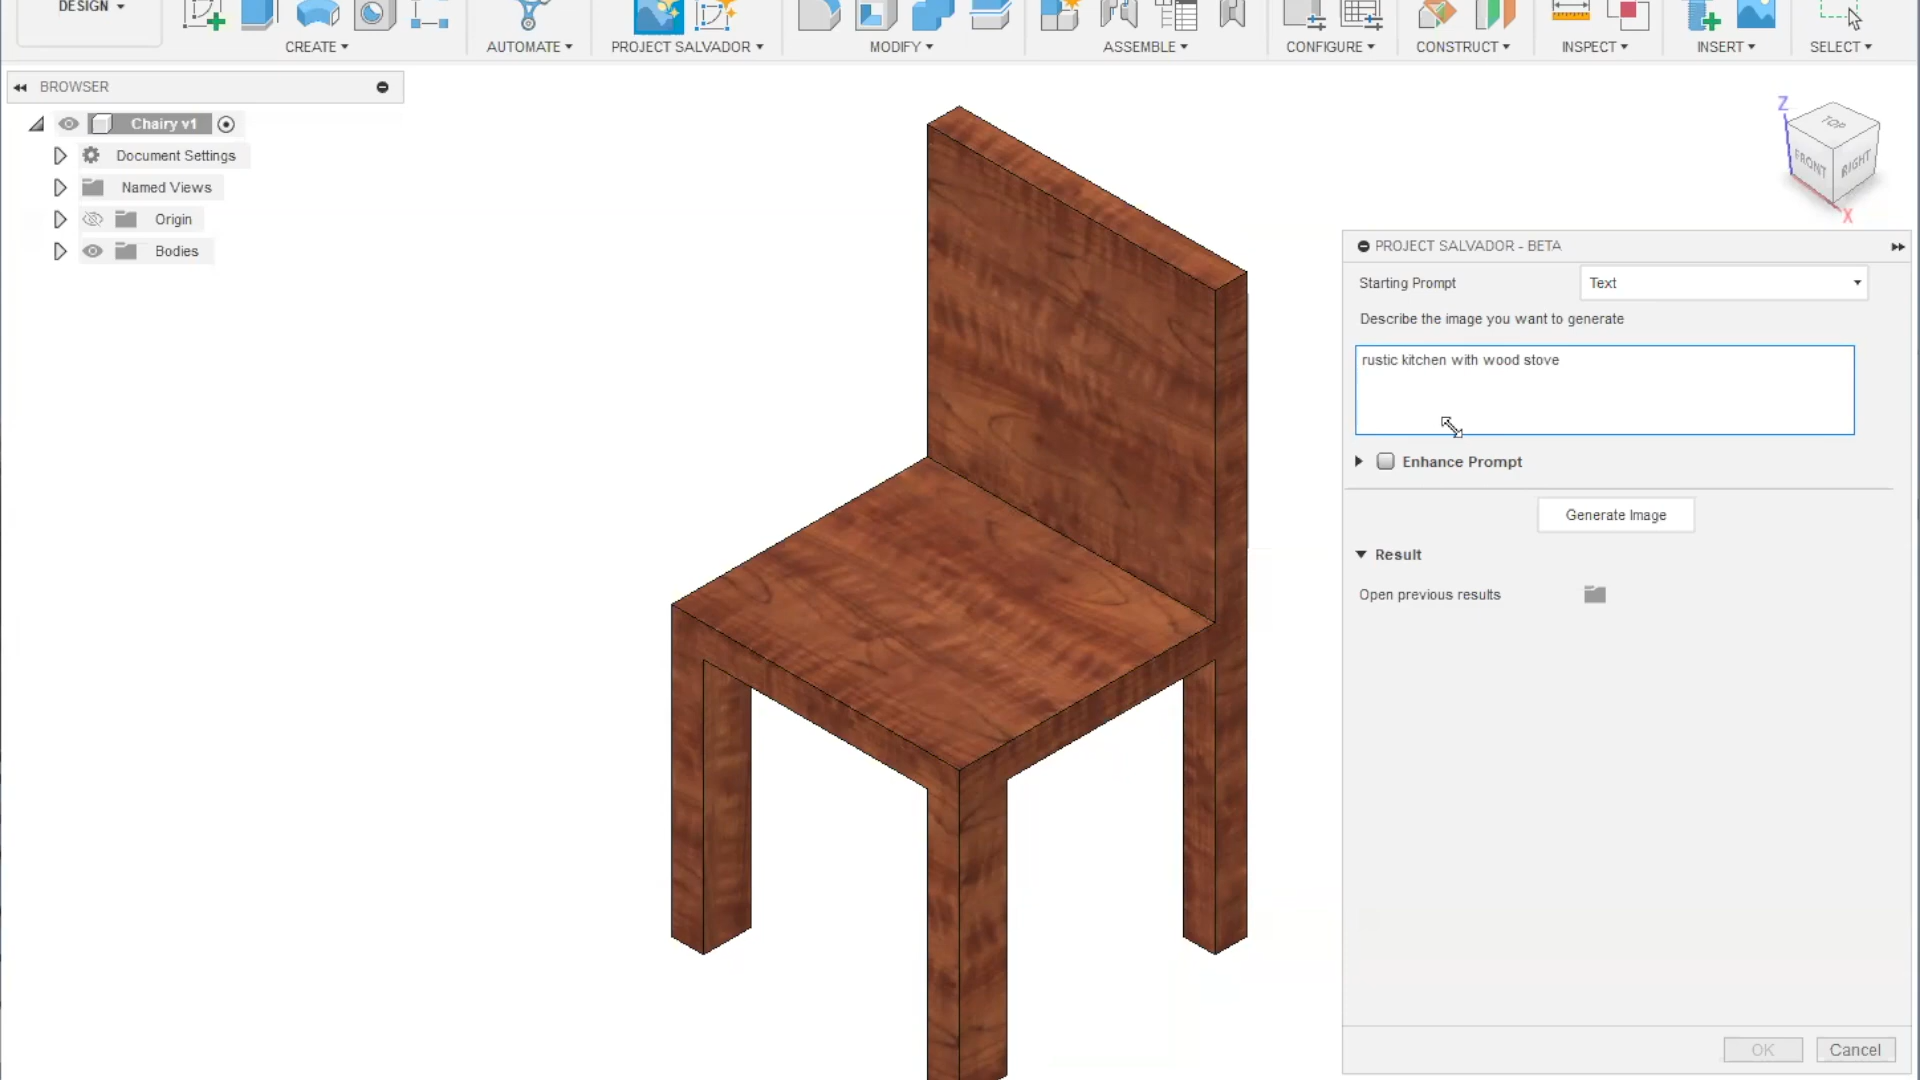 DESIGN
CREATE
AUTOMATE
PROJECT SALVADOR
MODIFY
ASSEMBLE
CONFIGURE
CONSTRUCT
INSPECT
INSERT
SELECT
BROWSER
Chairy v1
Document Settings
Named Views
Origin
Bodies
Z
TOP
FRONT
RIGHT
X
PROJECT SALVADOR - BETA
Starting Prompt
Text
Describe the image you want to generate
rustic kitchen with wood stove
Enhance Prompt
Generate Image
Result
Open previous results
OK
Cancel